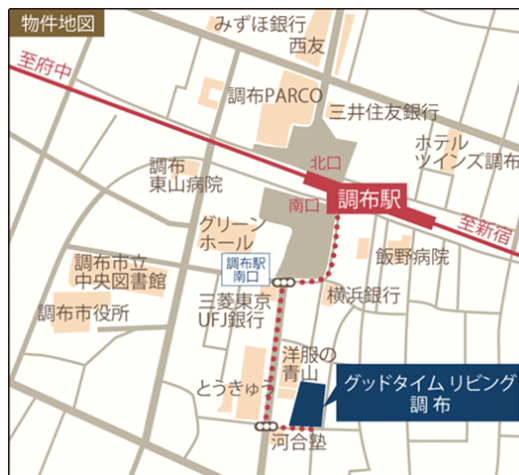 物件地図
みずほ銀行
西友
至府中
調布PARCO
三井住友銀行
ホテル
ツインズ調布
北口
調布
東山病院
調布駅
南口
至新宿
グリーン
ホール
飯野病院
調布駅
南口
調布市立
中央図書館
横浜銀行
三菱東京
UFJ銀行
調布市役所
洋服の
青山
とうきゅう
グッドタイム リビング
調布
河合塾